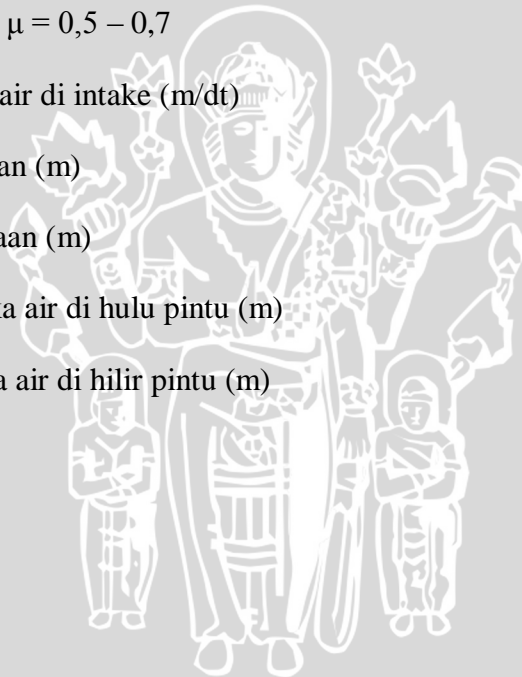 μ = 0,5 – 0,7
air di intake (m/dt)
an (m)
aan (m)
a air di hulu pintu (m)
a air di hilir pintu (m)